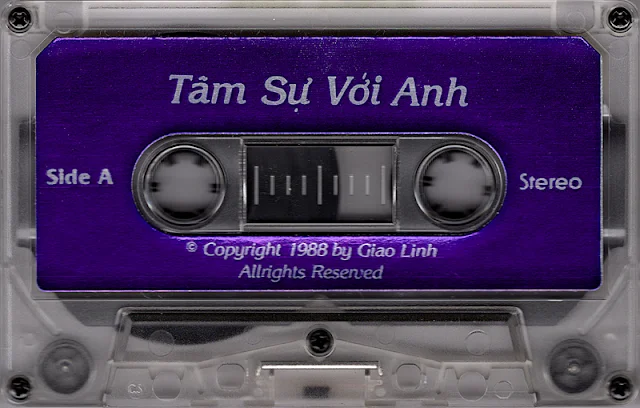 Tâm Sự Với Anh
Side A
Stereo
© Copyright 1988 by Giao Linh
Allrights Reserved